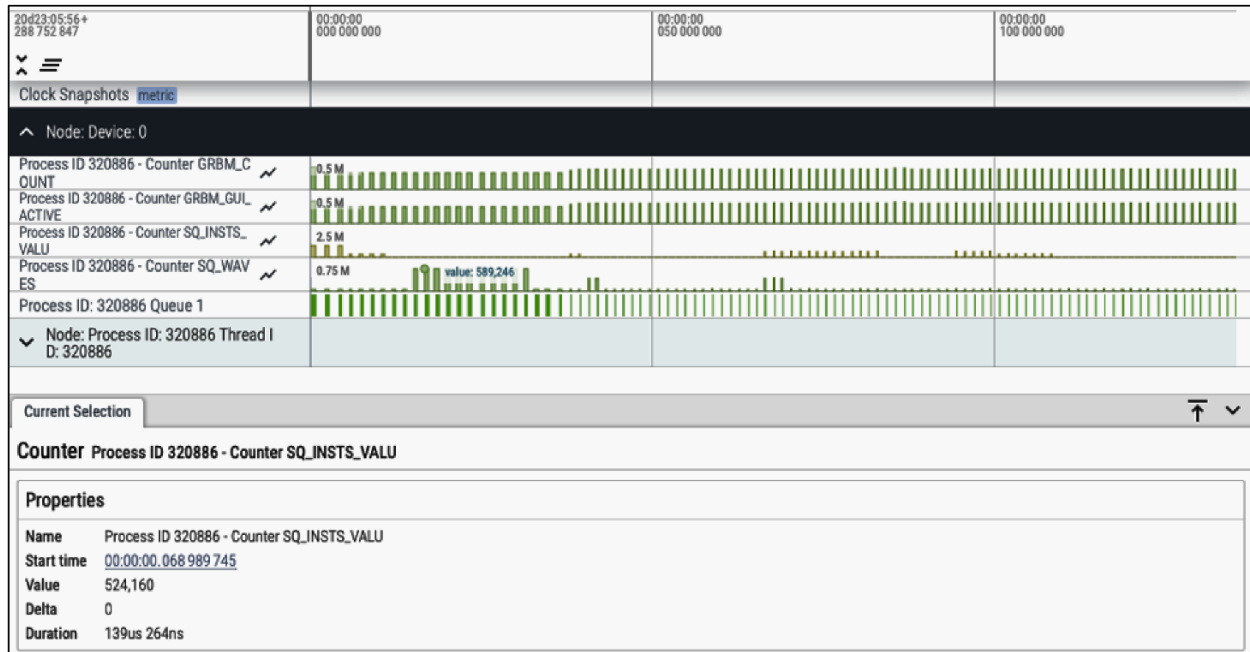 20d23:05:56+
288 752 847
00:00:00
000 000 000
00:00:00
050 000 000
00:00:00
100 000 000
Clock Snapshots metric
Node: Device: 0
Process ID 320886 - Counter GRBM_C
OUNT
0.5 M
Process ID 320886 - Counter GRBM_GUI_
ACTIVE
0.5 M
Process ID 320886 - Counter SQ_INSTS_
VALU
2.5 M
Process ID 320886 - Counter SQ_WAV
ES
0.75 M
value: 589,246
Process ID: 320886 Queue 1
Node: Process ID: 320886 Thread I
D: 320886
Current Selection
Counter Process ID 320886 - Counter SQ_INSTS_VALU
Properties
Name Process ID 320886 - Counter SQ_INSTS_VALU
Start time 00:00:00.068 989 745
Value 524,160
Delta 0
Duration 139us 264ns